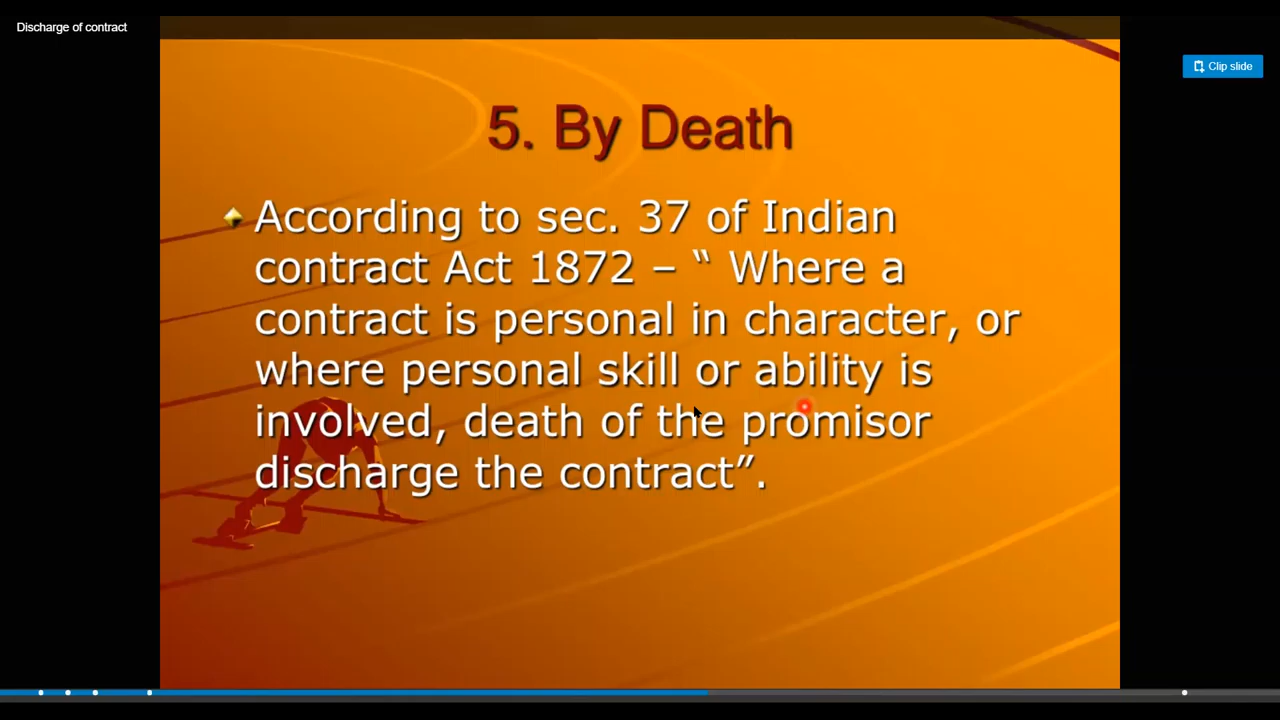 Discharge of contract
Clip slide
5. By Death
According to sec. 37 of Indian
contract Act 1872 – “ Where a
contract is personal in character, or
where personal skill or ability is
involved, death of the promisor
discharge the contract”.